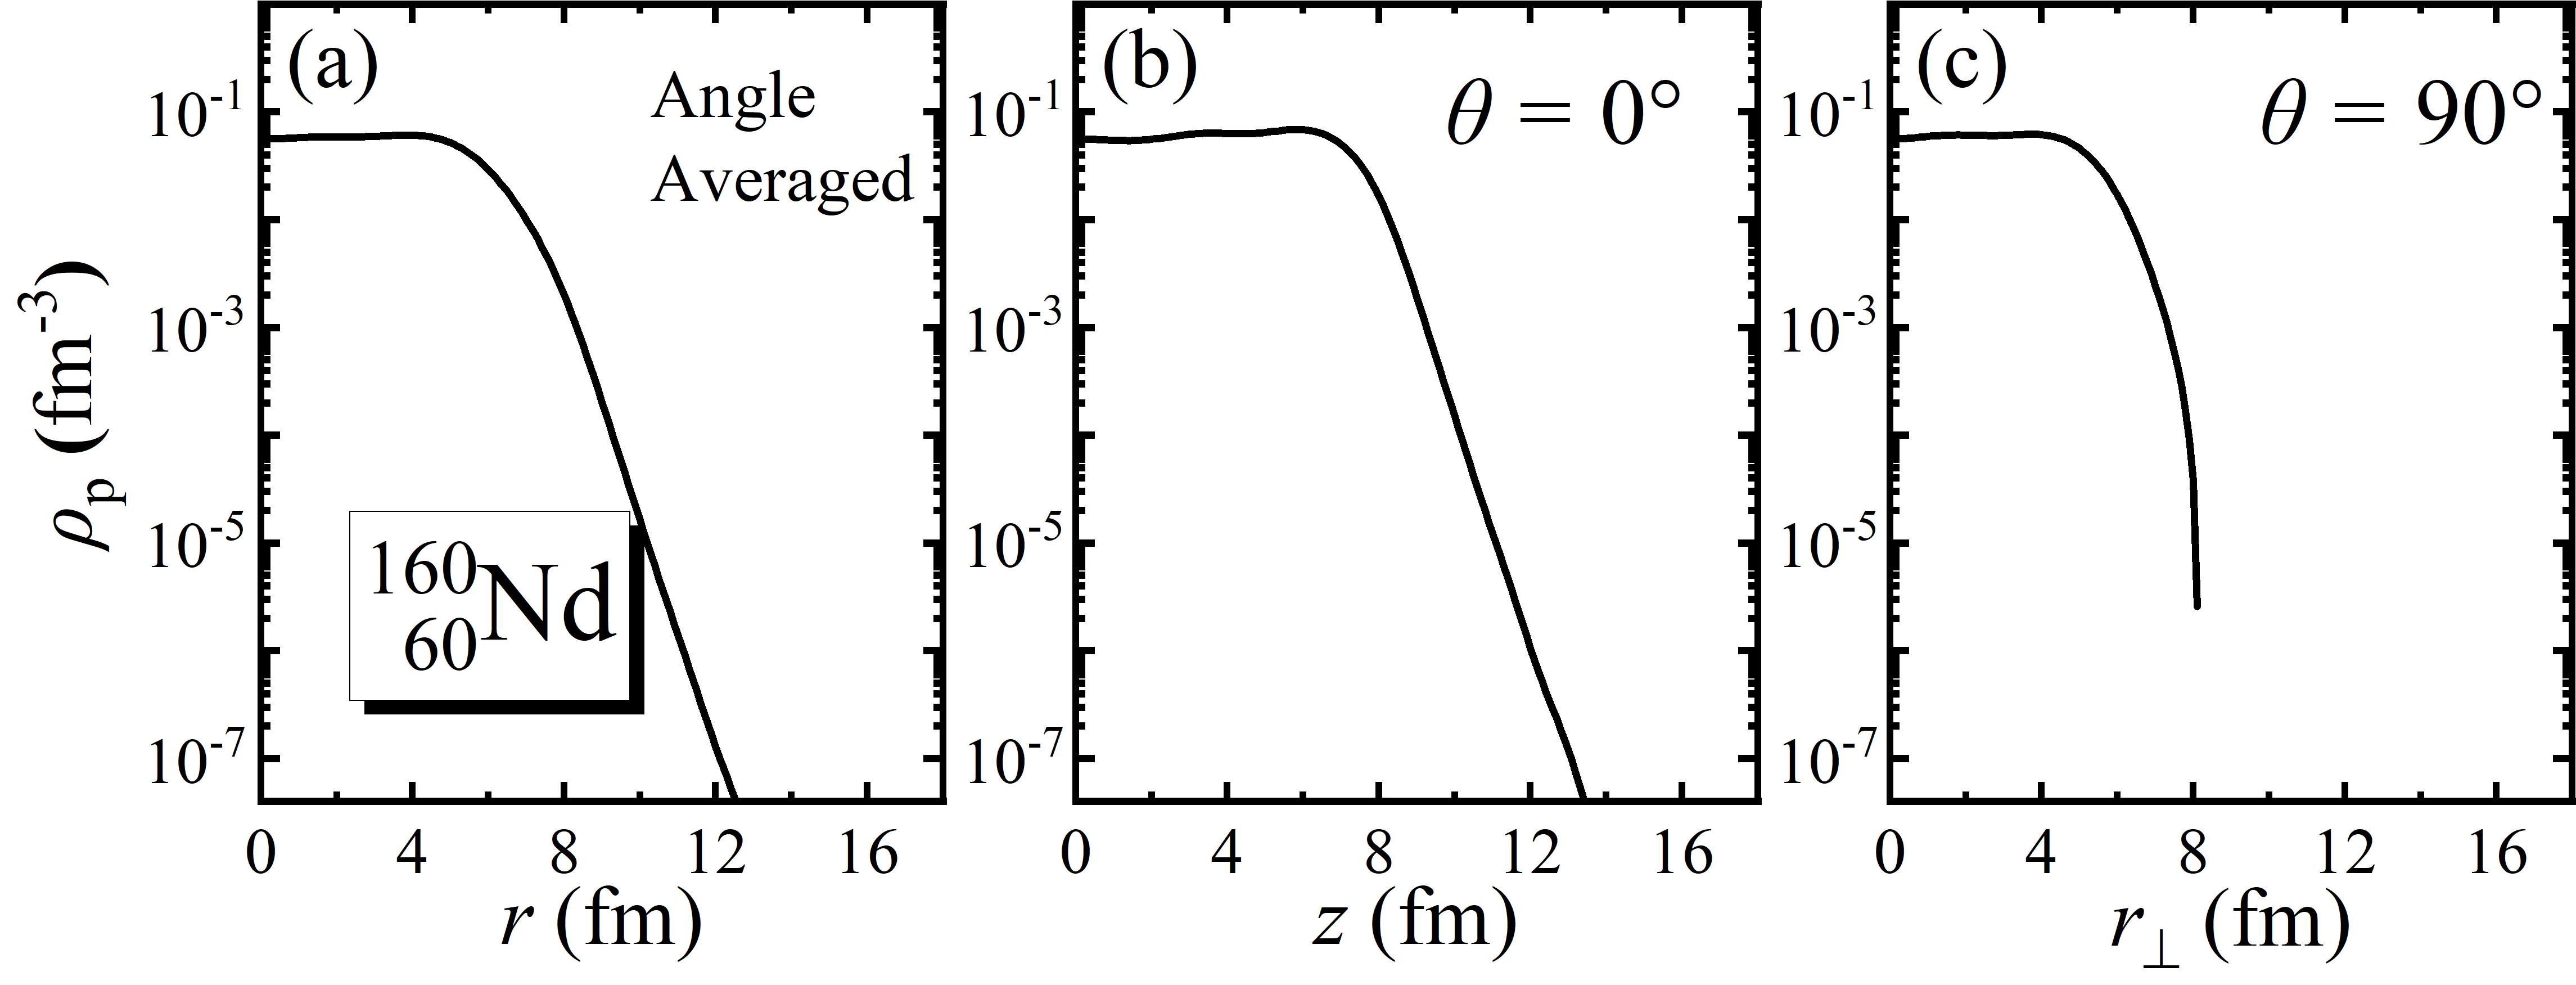 (a)
Angle
Averaged
10⁻¹
10⁻³
10⁻⁵
10⁻⁷
ρp (fm⁻³)
¹⁶⁰₆₀Nd
0 4 8 12 16
r (fm)
(b)
θ = 0°
10⁻¹
10⁻³
10⁻⁵
10⁻⁷
0 4 8 12 16
z (fm)
(c)
θ = 90°
10⁻¹
10⁻³
10⁻⁵
10⁻⁷
0 4 8 12 16
r⊥ (fm)